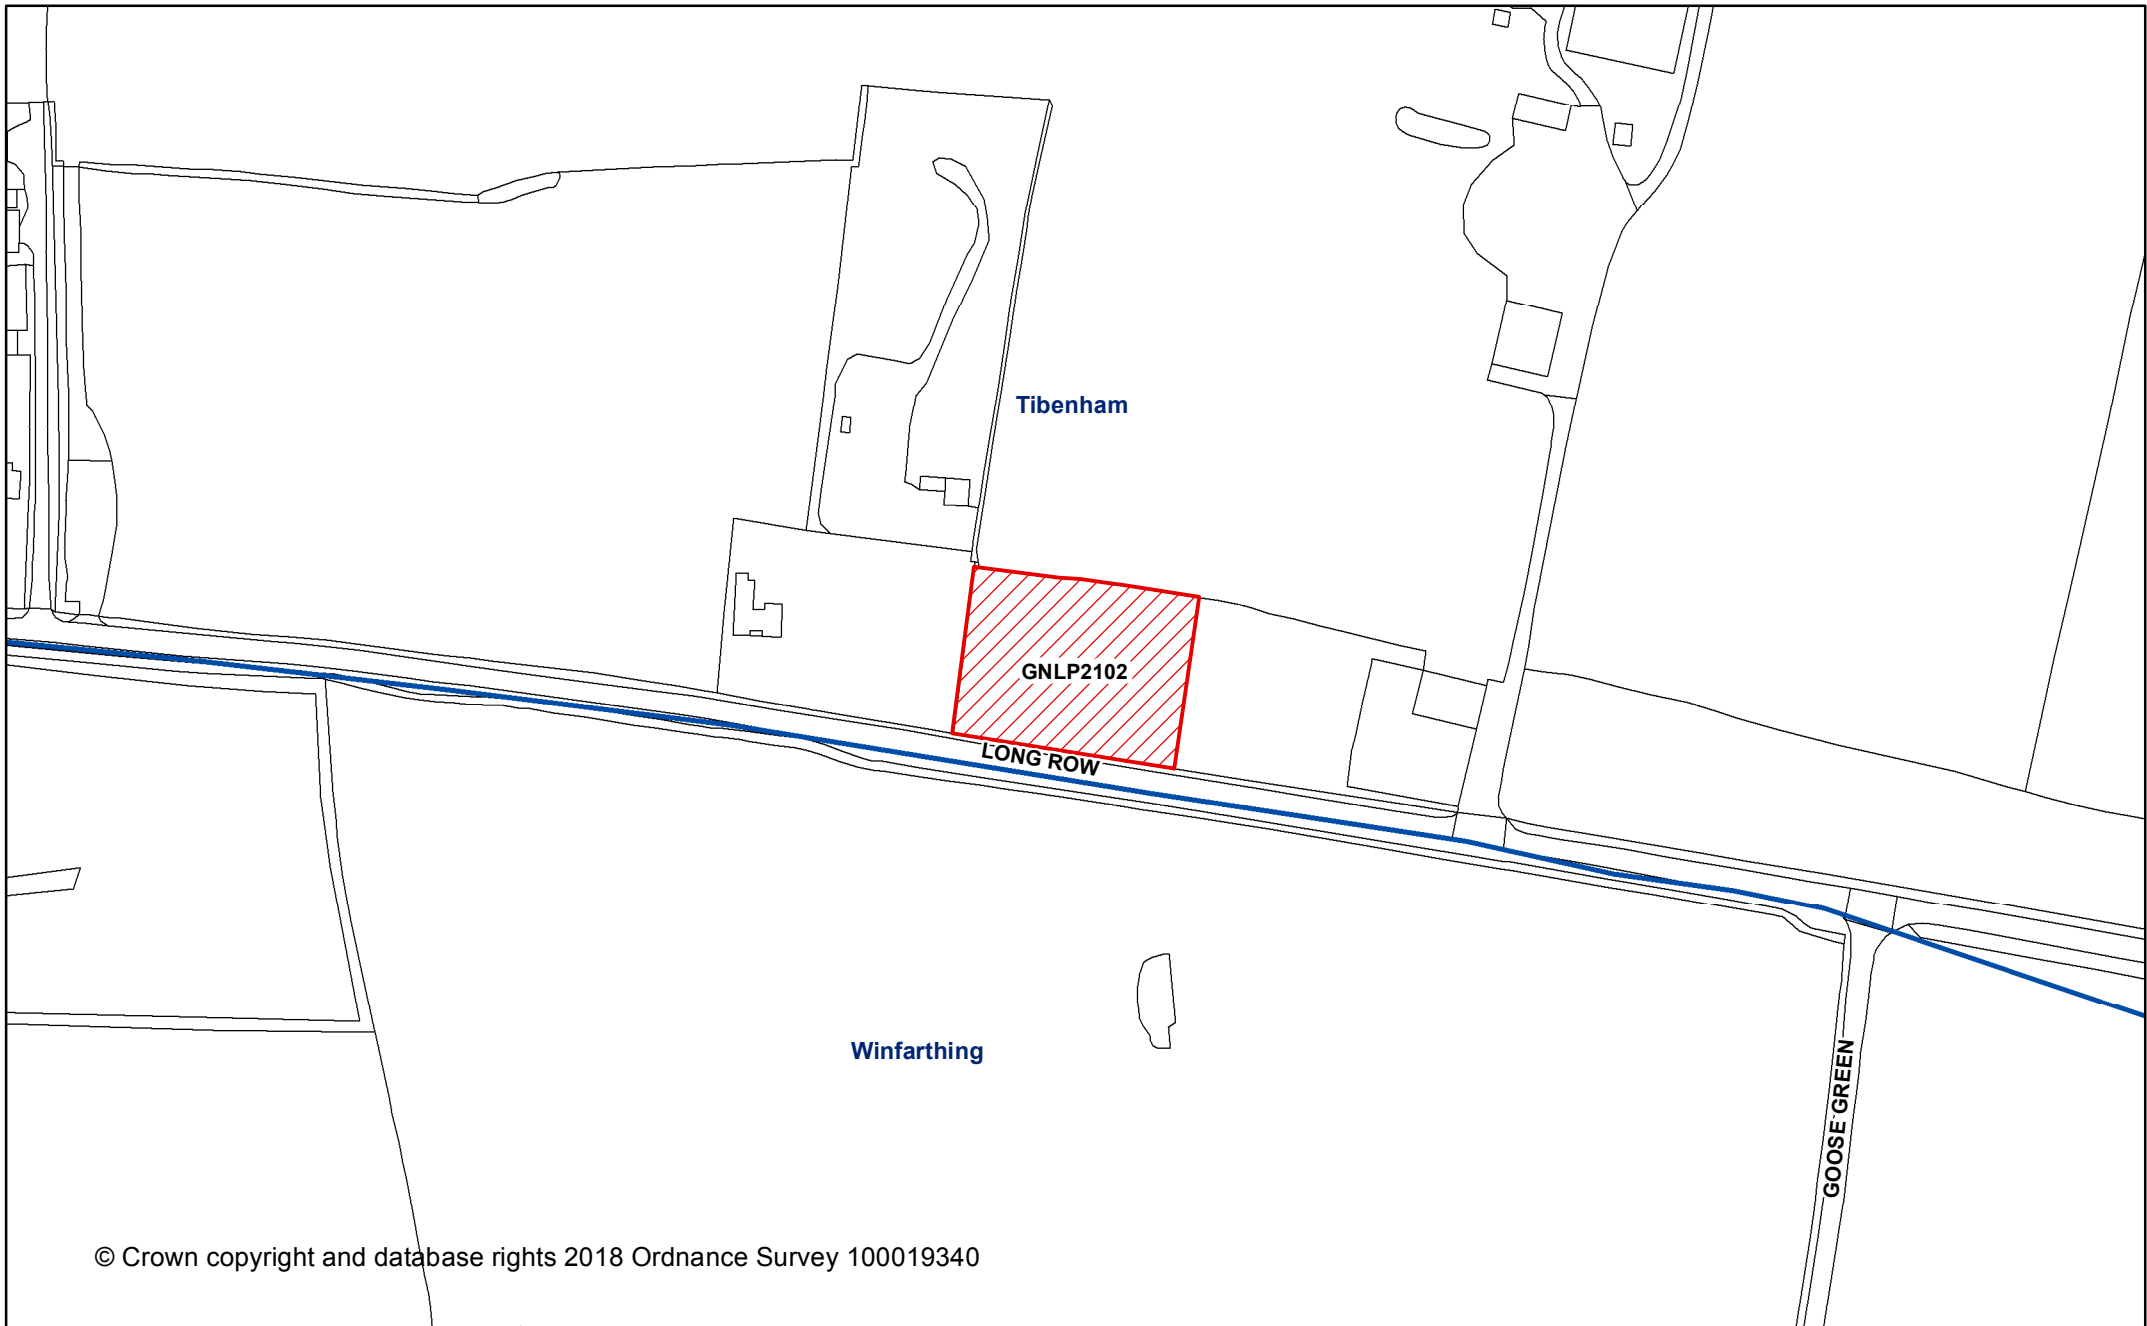 Tibenham
GNLP2102
LONG ROW
Winfarthing
GOOSE GREEN
© Crown copyright and database rights 2018 Ordnance Survey 100019340